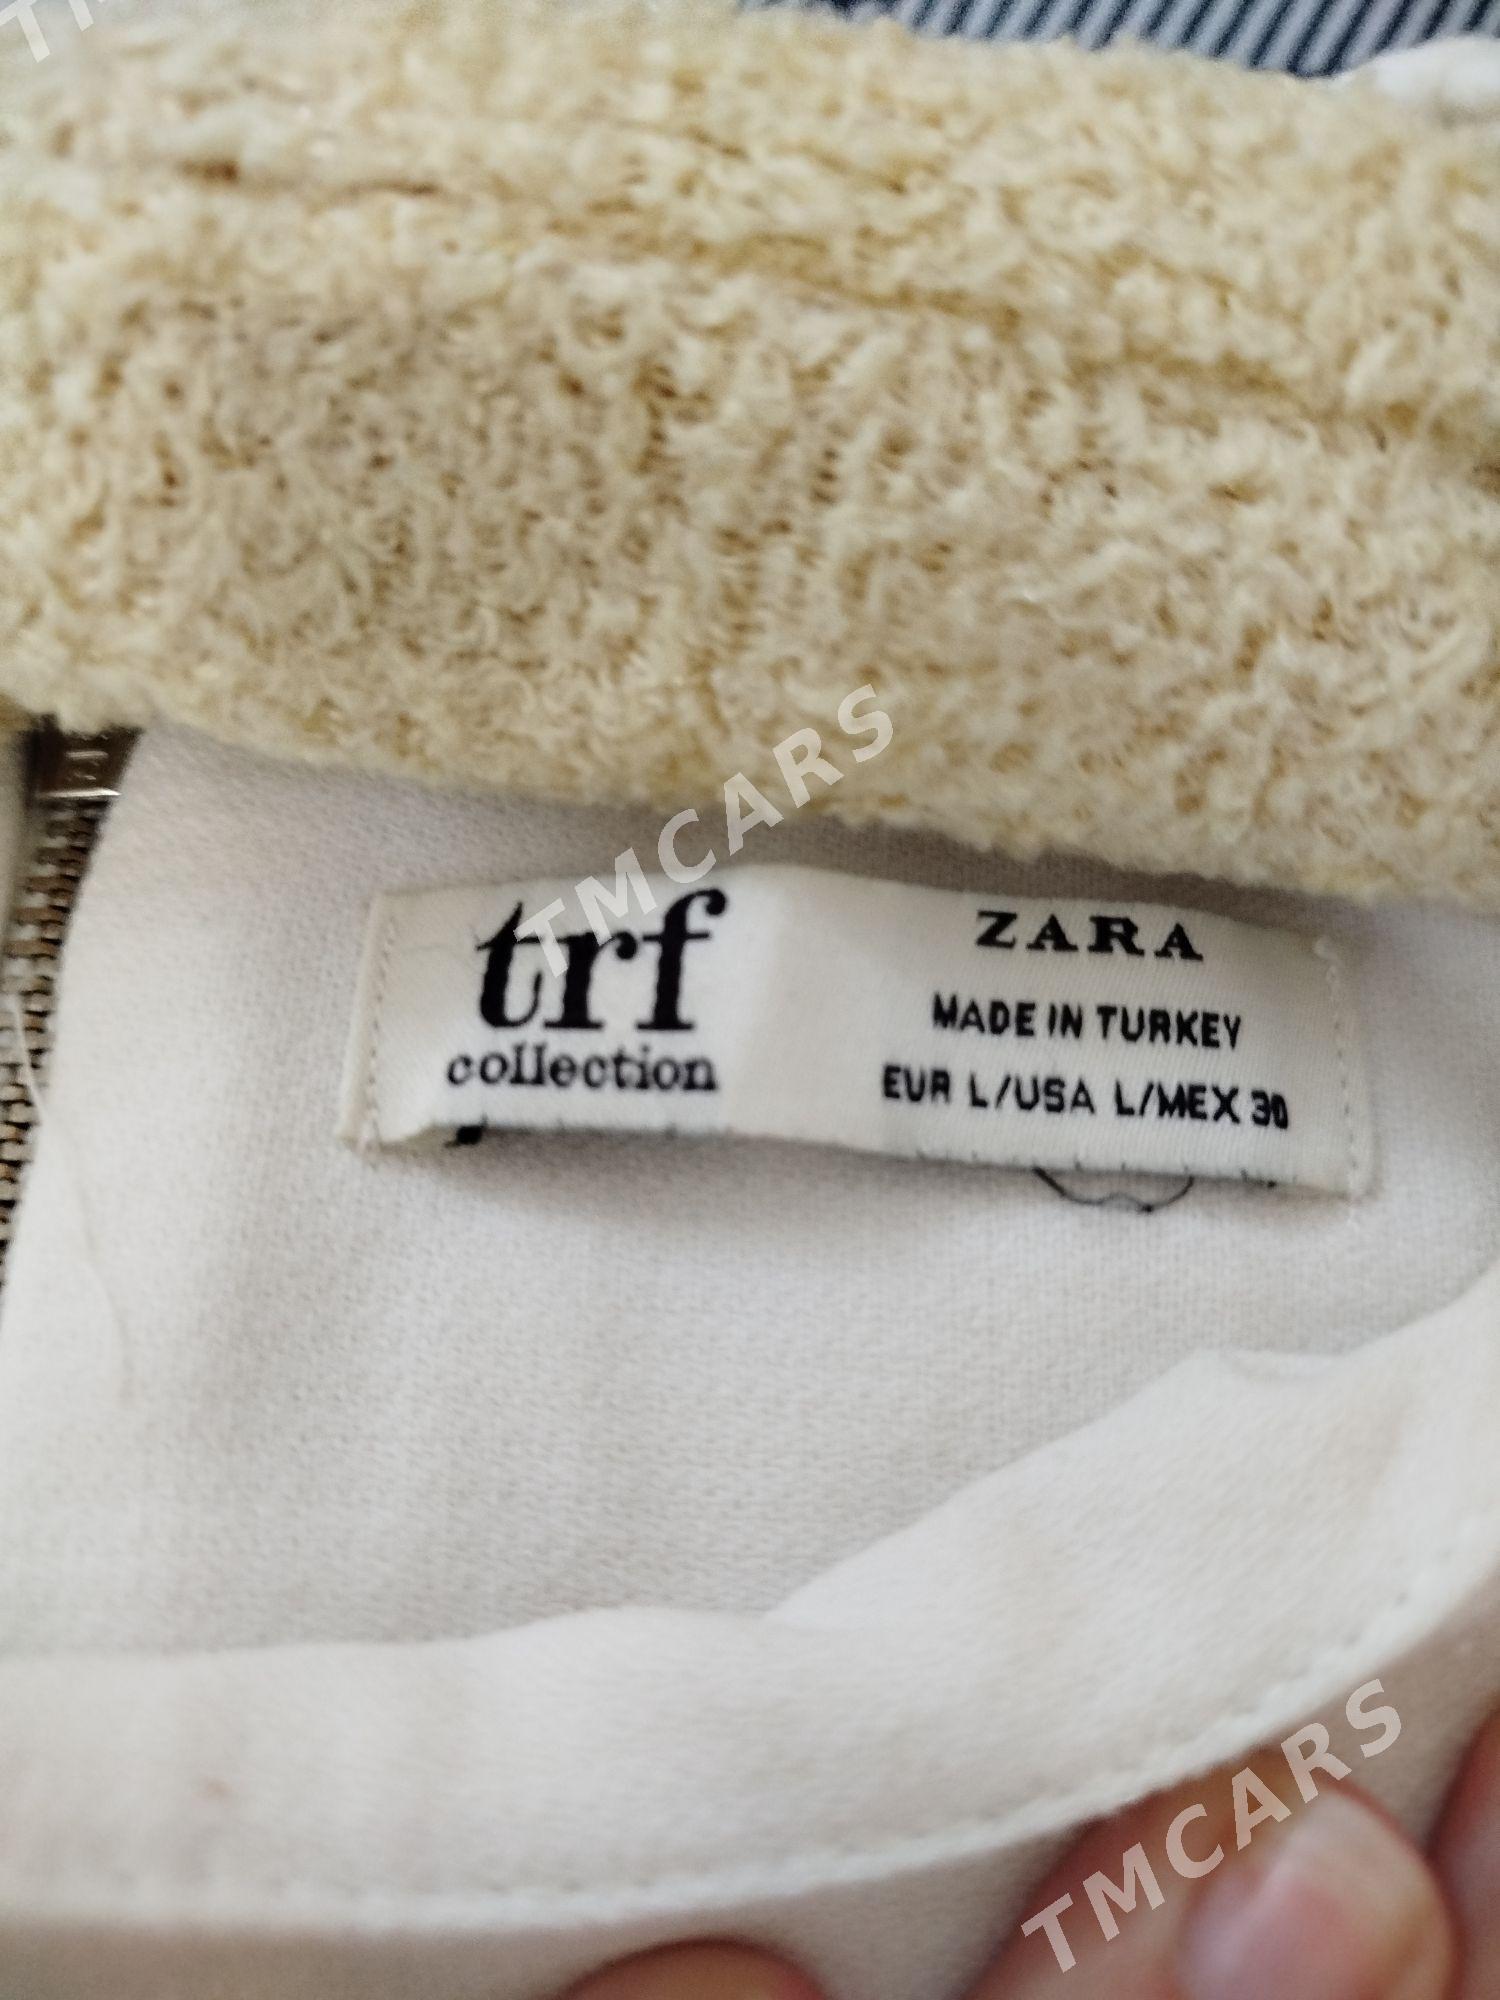 trf
collection
ZARA
MADE IN TURKEY
EUR L/USA L/MEX 30
TMCARS
TMCARS